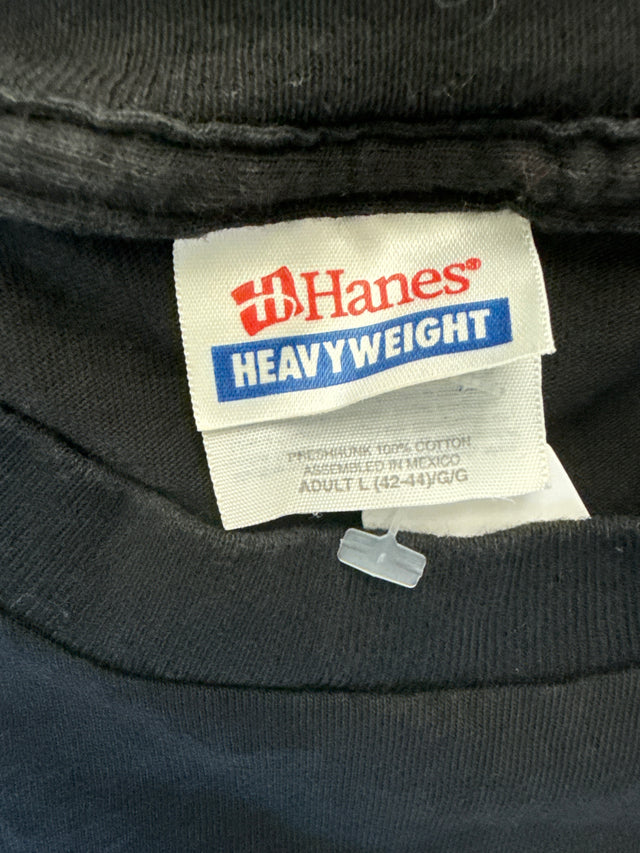 Hanes®
HEAVYWEIGHT
PRESHRUNK 100% COTTON
ASSEMBLED IN MEXICO
ADULT L (42-44)/G/G